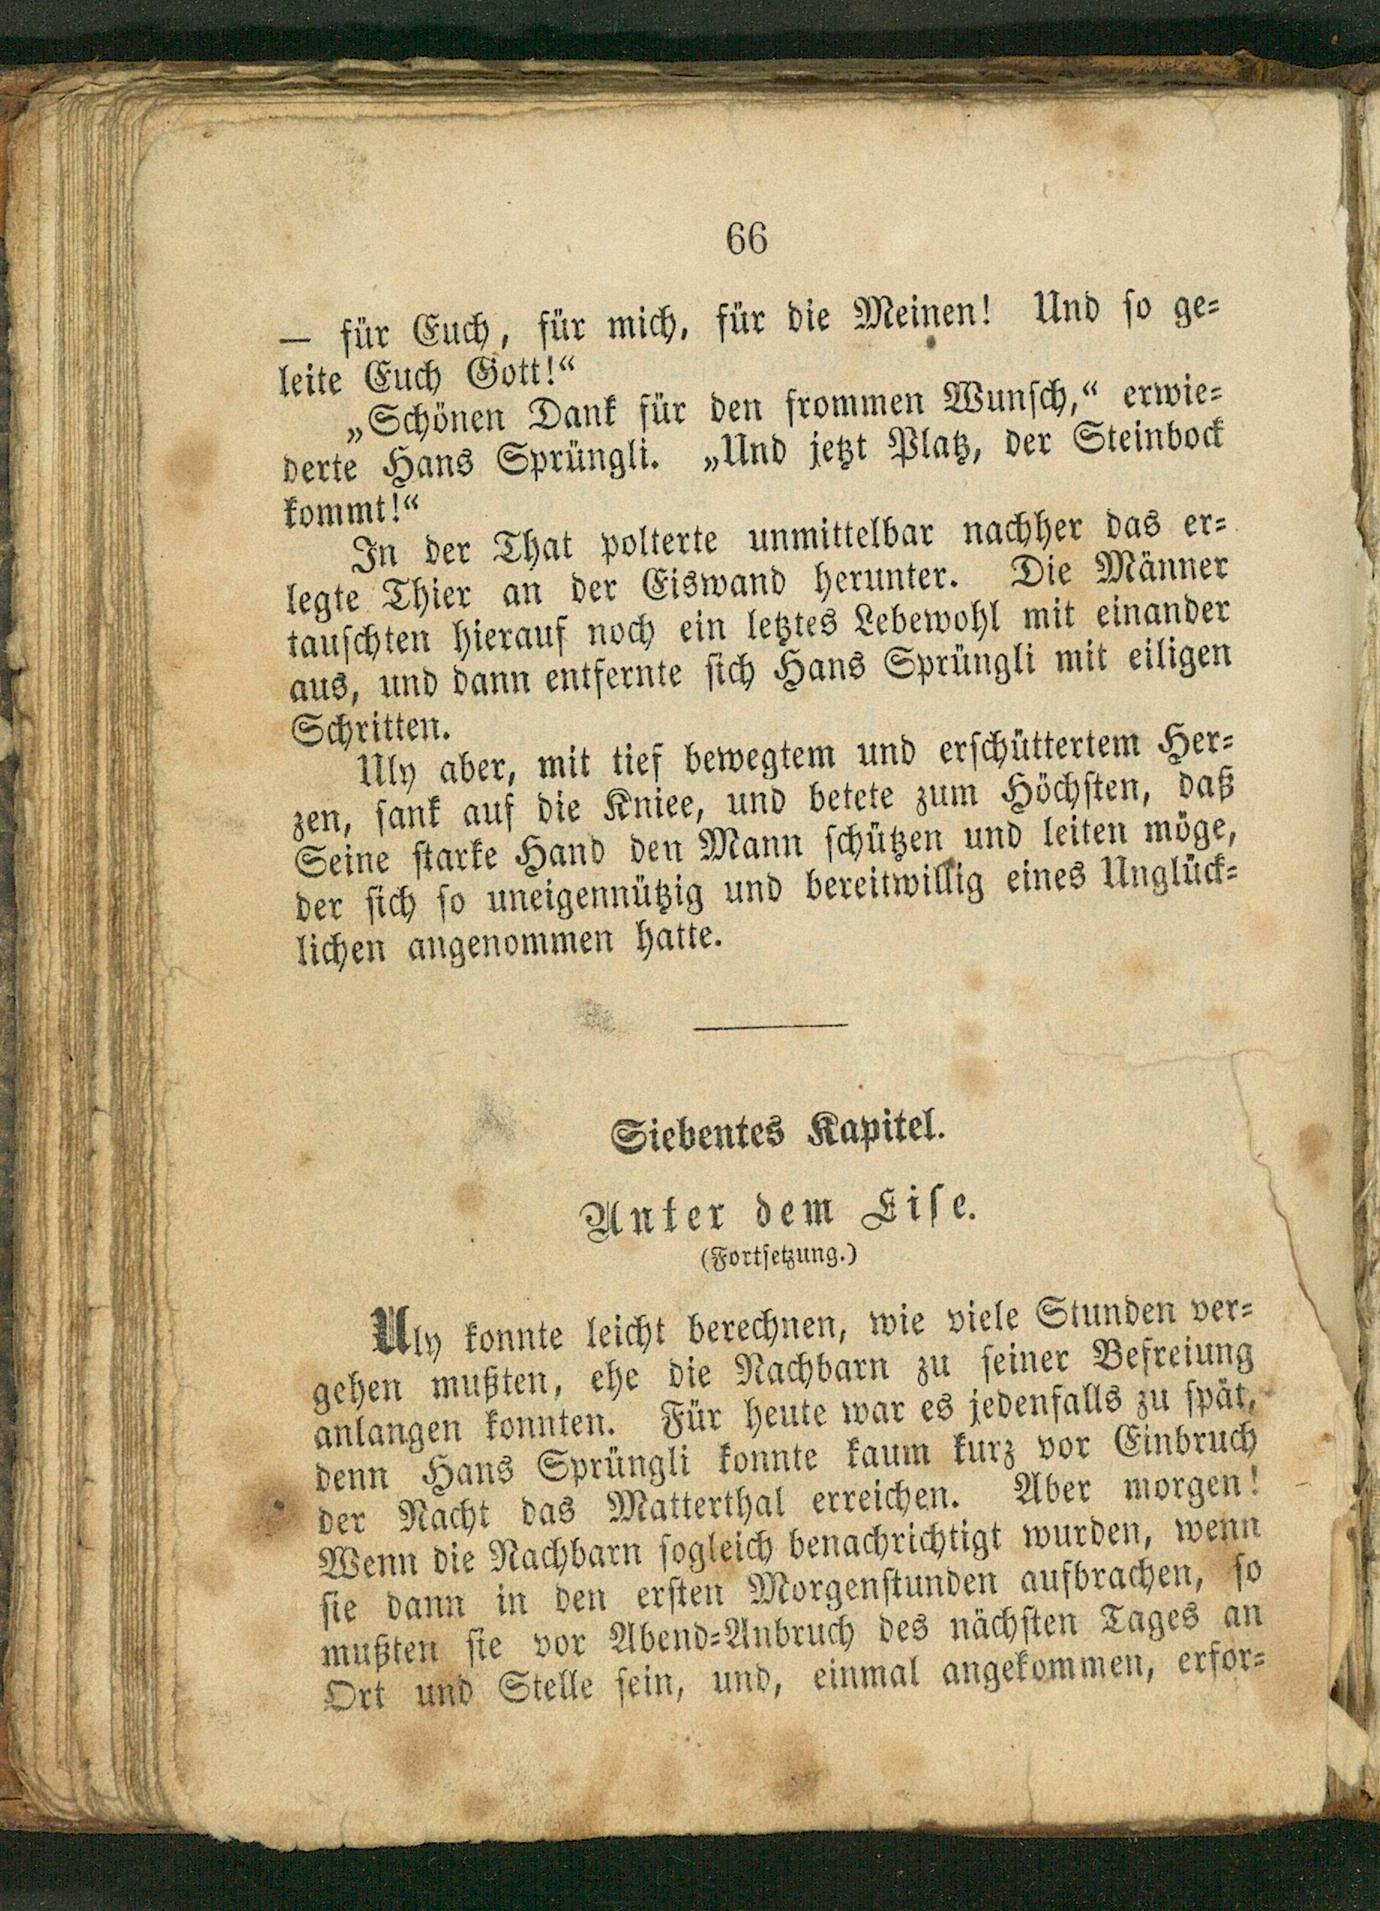 66
— für Euch, für mich, für die Meinen! Und so ge-
leite Euch Gott!“
„Schönen Dank für den frommen Wunsch,“ erwie-
derte Hans Sprüngli. „Und jetzt Platz, der Steinbock
kommt!“
In der That polterte unmittelbar nachher das er-
legte Thier an der Eiswand herunter. Die Männer
tauschten hierauf noch ein letztes Lebewohl mit einander
aus, und dann entfernte sich Hans Sprüngli mit eiligen
Schritten.
Uly aber, mit tief bewegtem und erschüttertem Her-
zen, sank auf die Kniee, und betete zum Höchsten, daß
Seine starke Hand den Mann schützen und leiten möge,
der sich so uneigennützig und bereitwillig eines Unglück-
lichen angenommen hatte.
Siebentes Kapitel.
Unter dem Eise.
(Fortsetzung.)
Uly konnte leicht berechnen, wie viele Stunden ver-
gehen mußten, ehe die Nachbarn zu seiner Befreiung
anlangen konnten. Für heute war es jedenfalls zu spät,
denn Hans Sprüngli konnte kaum kurz vor Einbruch
der Nacht das Matterthal erreichen. Aber morgen!
Wenn die Nachbarn sogleich benachrichtigt wurden, wenn
sie dann in den ersten Morgenstunden aufbrachen, so
mußten sie vor Abend-Anbruch des nächsten Tages an
Ort und Stelle sein, und, einmal angekommen, erfor-